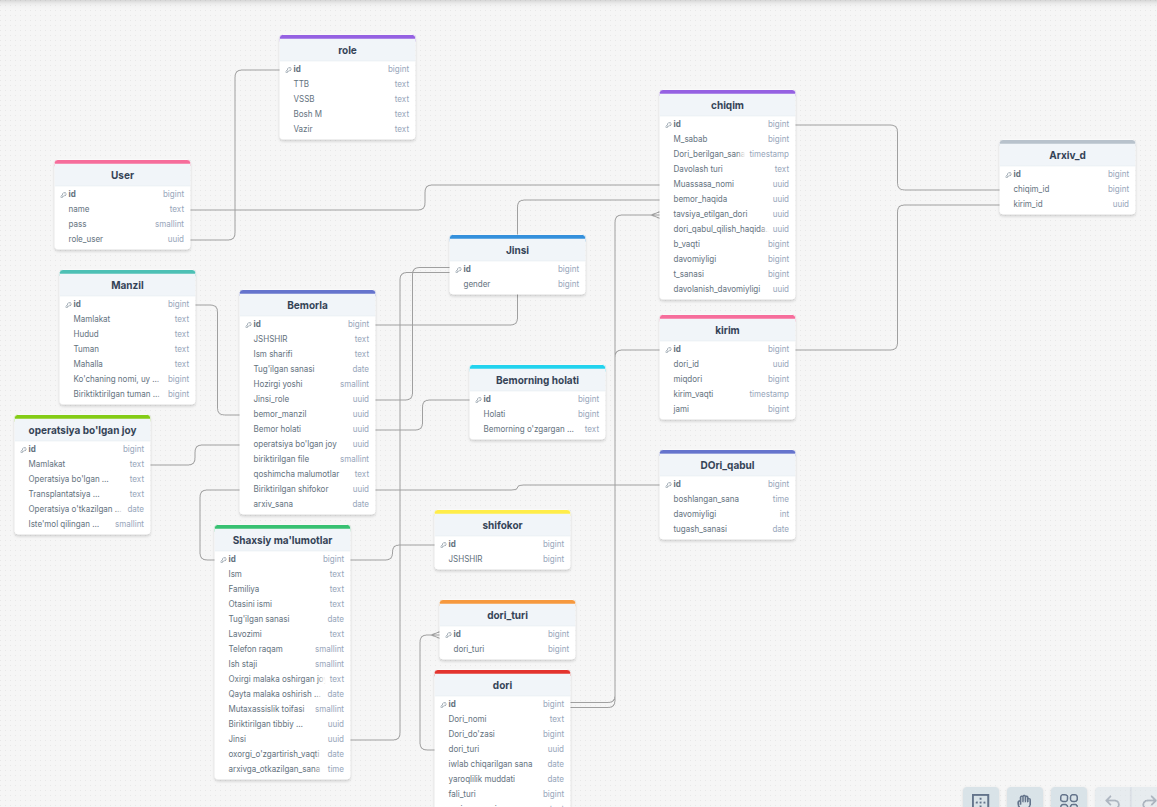 role
id bigint
TTB text
VSSB text
Bosh M text
Vazir text
User
id bigint
name text
pass smallint
role_user uuid
Manzil
id bigint
Mamlakat text
Hudud text
Tuman text
Mahalla text
Ko'chaning nomi, uy ... bigint
Biriktiktirilgan tuman ... bigint
operatsiya bo'lgan joy
id bigint
Mamlakat text
Operatsiya bo'lgan ... text
Transplantatsiya ... text
Operatsiya o'tkazilgan ... date
Iste'mol qilingan ... smallint
Bemorla
id bigint
JSHSHIR text
Ism sharifi text
Tug'ilgan sanasi date
Hozirgi yoshi smallint
Jinsi_role uuid
bemor_manzil uuid
Bemor holati uuid
operatsiya bo'lgan joy uuid
biriktirilgan file smallint
qoshimcha malumotlar text
Biriktirilgan shifokor uuid
arxiv_sana date
Shaxsiy ma'lumotlar
id bigint
Ism text
Familiya text
Otasini ismi text
Tug'ilgan sanasi date
Lavozimi text
Telefon raqam smallint
Ish staji smallint
Oxirgi malaka oshirgan jo text
Qayta malaka oshirish ... date
Mutaxassislik toifasi smallint
Biriktirilgan tibbiy ... uuid
Jinsi uuid
oxorgi_o'zgartirish_vaqti date
arxivga_otkazilgan_sana time
Jinsi
id bigint
gender bigint
Bemorning holati
id bigint
Holati bigint
Bemorning o'zgargan ... text
shifokor
id bigint
JSHSHIR bigint
dori_turi
id bigint
dori_turi bigint
dori
id bigint
Dori_nomi text
Dori_do'zasi bigint
dori_turi uuid
iwlab chiqarilgan sana date
yaroqlilik muddati date
fali_turi bigint
chiqim
id bigint
M_sabab bigint
Dori_berilgan_sana timestamp
Davolash turi text
Muassasa_nomi uuid
bemor_haqida uuid
tavsiya_etilgan_dori uuid
dori_qabul_qilish_haqida uuid
b_vaqti bigint
davomiyligi bigint
t_sanasi bigint
davolanish_davomiyligi uuid
kirim
id bigint
dori_id uuid
miqdori bigint
kirim_vaqti timestamp
jami bigint
DOri_qabul
id bigint
boshlangan_sana time
davomiyligi int
tugash_sanasi date
Arxiv_d
id bigint
chiqim_id bigint
kirim_id uuid